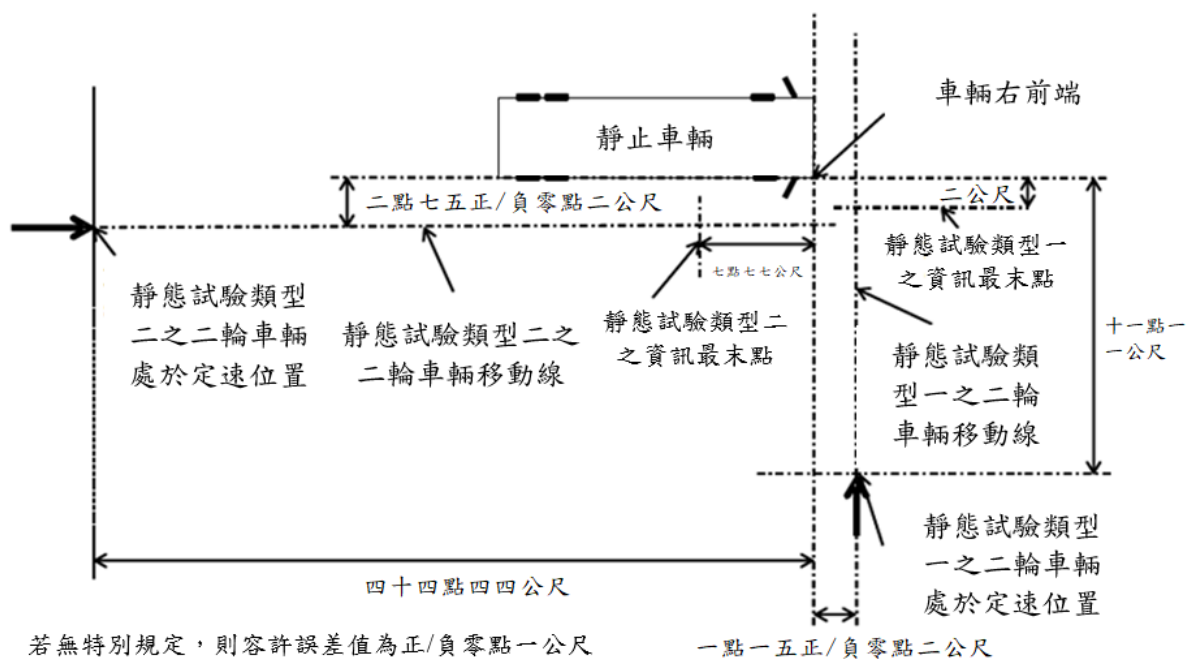 車輛右前端
靜止車輛
二點七五正/負零點二公尺
二公尺
靜態試驗類型一
之資訊最末點
七點七七公尺
靜態試驗類型
二之二輪車輛
處於定速位置
靜態試驗類型二之
二輪車輛移動線
靜態試驗類型二
之資訊最末點
靜態試驗類
型一之二輪
車輛移動線
十一點一
一公尺
靜態試驗類型
一之二輪車輛
處於定速位置
四十四點四四公尺
若無特別規定，則容許誤差值為正/負零點一公尺
一點一五正/負零點二公尺